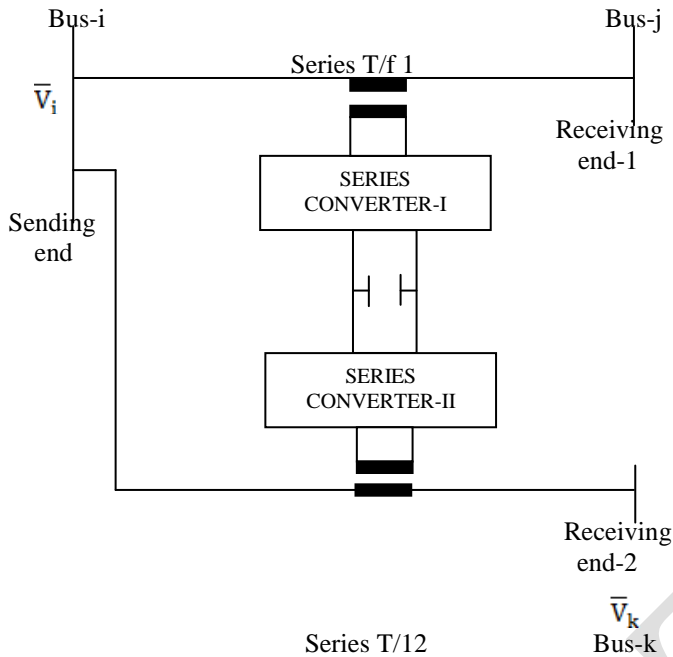 Bus-i
Bus-j
Series T/f 1
V̅i
Receiving
end-1
SERIES
CONVERTER-I
Sending
end
SERIES
CONVERTER-II
Receiving
end-2
V̅k
Series T/12
Bus-k